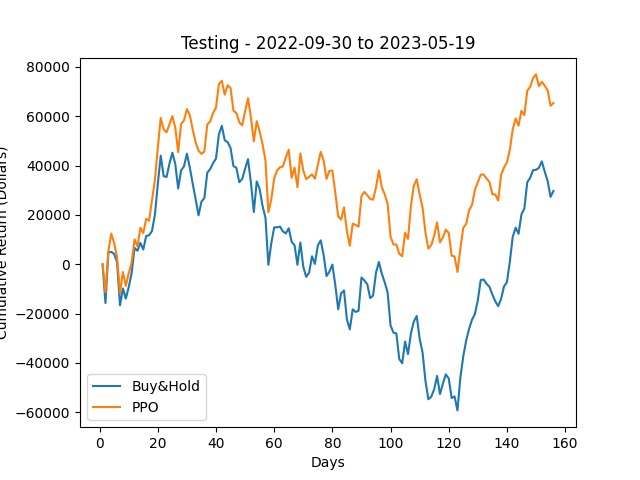 Testing - 2022-09-30 to 2023-05-19
Cumulative Return (Dollars)
80000
60000
40000
20000
0
−20000
−40000
−60000
Buy&Hold
PPO
0 20 40 60 80 100 120 140 160
Days